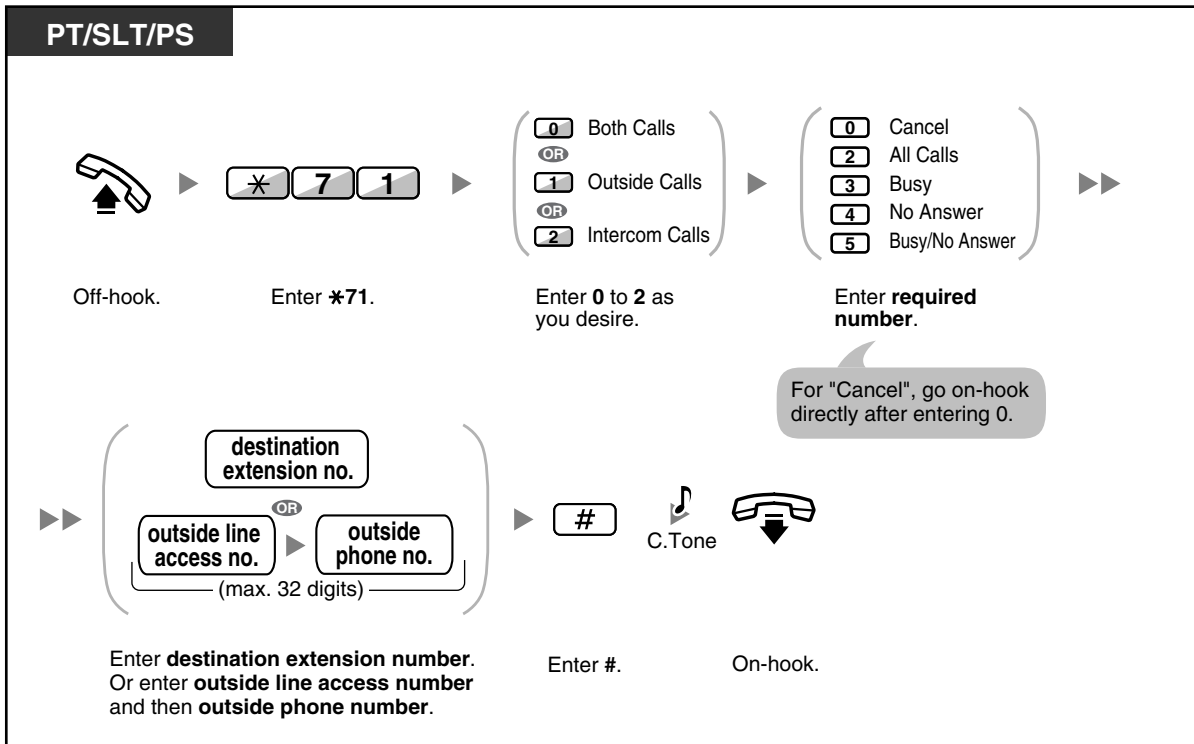 PT/SLT/PS
0 Both Calls
OR
1 Outside Calls
OR
2 Intercom Calls
0 Cancel
2 All Calls
3 Busy
4 No Answer
5 Busy/No Answer
* 7 1
Off-hook.
Enter *71.
Enter 0 to 2 as
you desire.
Enter required
number.
For "Cancel", go on-hook
directly after entering 0.
destination
extension no.
OR
outside line
access no.
outside
phone no.
(max. 32 digits)
#
C.Tone
Enter destination extension number.
Or enter outside line access number
and then outside phone number.
Enter #.
On-hook.